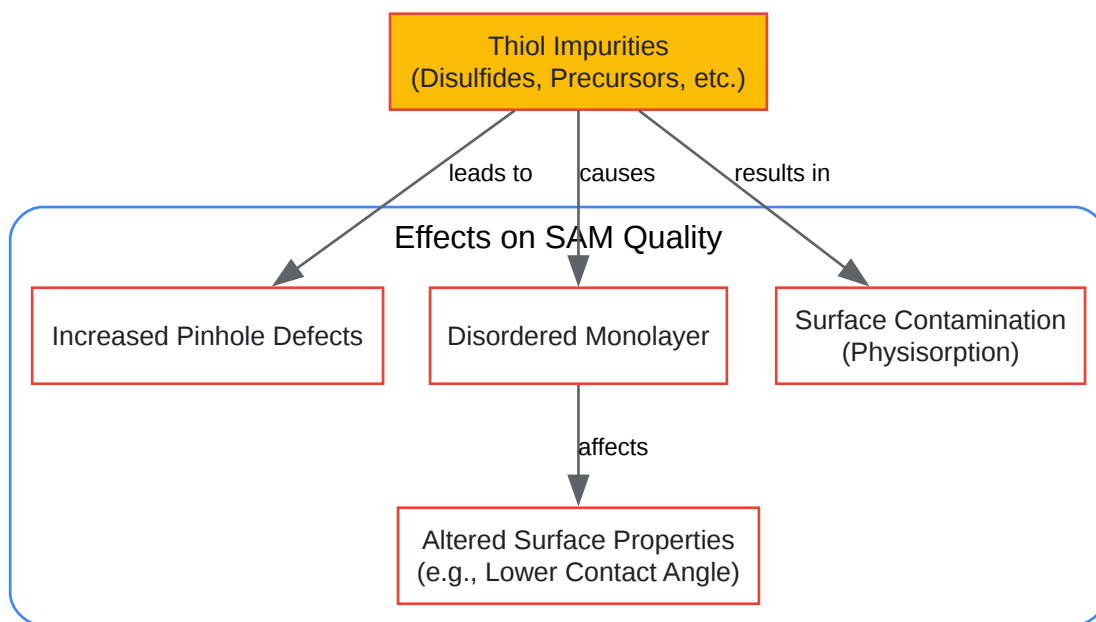 Thiol Impurities
(Disulfides, Precursors, etc.)
leads to
causes
results in
Effects on SAM Quality
Increased Pinhole Defects
Disordered Monolayer
Surface Contamination
(Physisorption)
affects
Altered Surface Properties
(e.g., Lower Contact Angle)